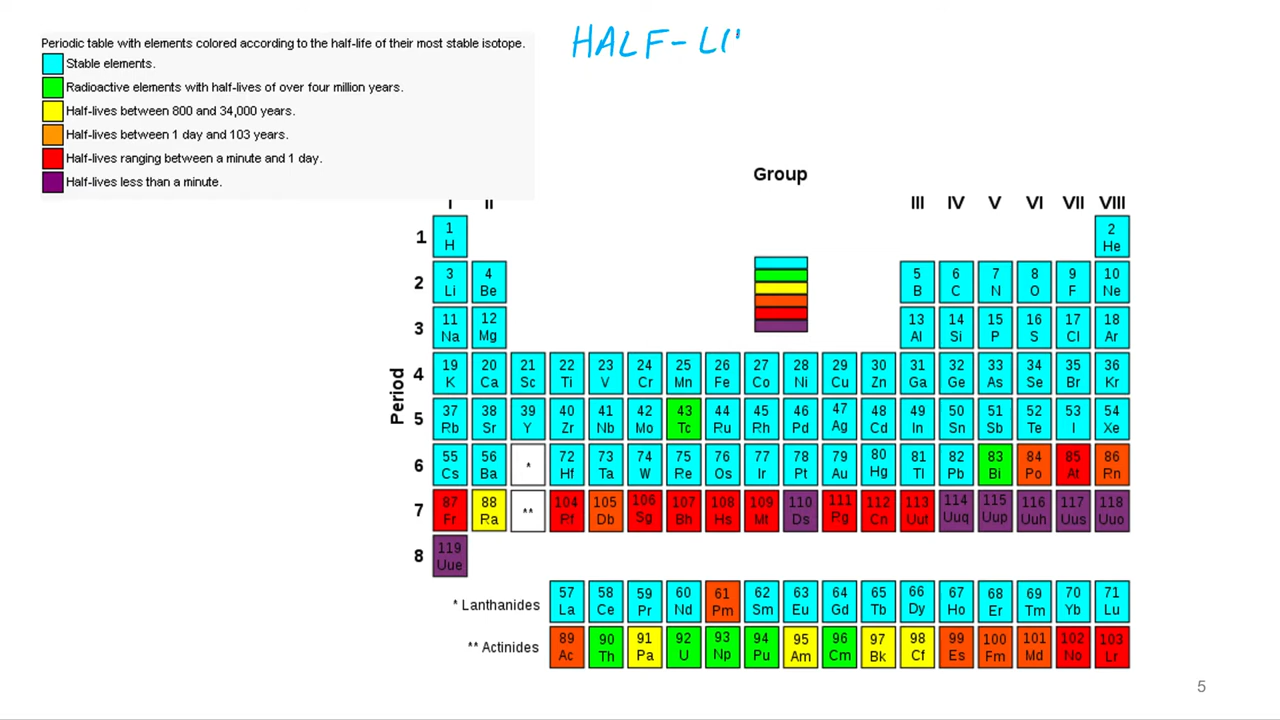 HALF-LI
Periodic table with elements colored according to the half-life of their most stable isotope.
Stable elements.
Radioactive elements with half-lives of over four million years.
Half-lives between 800 and 34,000 years.
Half-lives between 1 day and 103 years.
Half-lives ranging between a minute and 1 day.
Half-lives less than a minute.
Group
I II III IV V VI VII VIII
1 1 2
H He
2 3 4 5 6 7 8 9 10
Li Be B C N O F Ne
3 11 12 13 14 15 16 17 18
Na Mg Al Si P S Cl Ar
Period
4 19 20 21 22 23 24 25 26 27 28 29 30 31 32 33 34 35 36
K Ca Sc Ti V Cr Mn Fe Co Ni Cu Zn Ga Ge As Se Br Kr
5 37 38 39 40 41 42 43 44 45 46 47 48 49 50 51 52 53 54
Rb Sr Y Zr Nb Mo Tc Ru Rh Pd Ag Cd In Sn Sb Te I Xe
6 55 56 * 72 73 74 75 76 77 78 79 80 81 82 83 84 85 86
Cs Ba Hf Ta W Re Os Ir Pt Au Hg Tl Pb Bi Po At Rn
7 87 88 ** 104 105 106 107 108 109 110 111 112 113 114 115 116 117 118
Fr Ra Rf Db Sg Bh Hs Mt Ds Rg Cn Uut Uuq Uup Uuh Uus Uuo
8 119
Uue
* Lanthanides 57 58 59 60 61 62 63 64 65 66 67 68 69 70 71
La Ce Pr Nd Pm Sm Eu Gd Tb Dy Ho Er Tm Yb Lu
** Actinides 89 90 91 92 93 94 95 96 97 98 99 100 101 102 103
Ac Th Pa U Np Pu Am Cm Bk Cf Es Fm Md No Lr
5